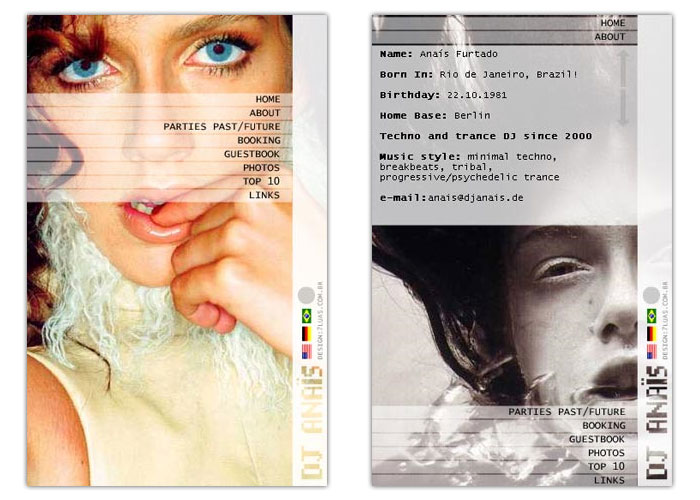 HOME
ABOUT
PARTIES PAST/FUTURE
BOOKING
GUESTBOOK
PHOTOS
TOP 10
LINKS
DESIGN:7LUAS.COM.BR
DJ ANAÏS
HOME
ABOUT
Name: Anaís Furtado
Born In: Rio de Janeiro, Brazil!
Birthday: 22.10.1981
Home Base: Berlin
Techno and trance DJ since 2000
Music style: minimal techno,
breakbeats, tribal,
progressive/psychedelic trance
e-mail:anais@djanais.de
PARTIES PAST/FUTURE
BOOKING
GUESTBOOK
PHOTOS
TOP 10
LINKS
DESIGN:7LUAS.COM.BR
DJ ANAÏS